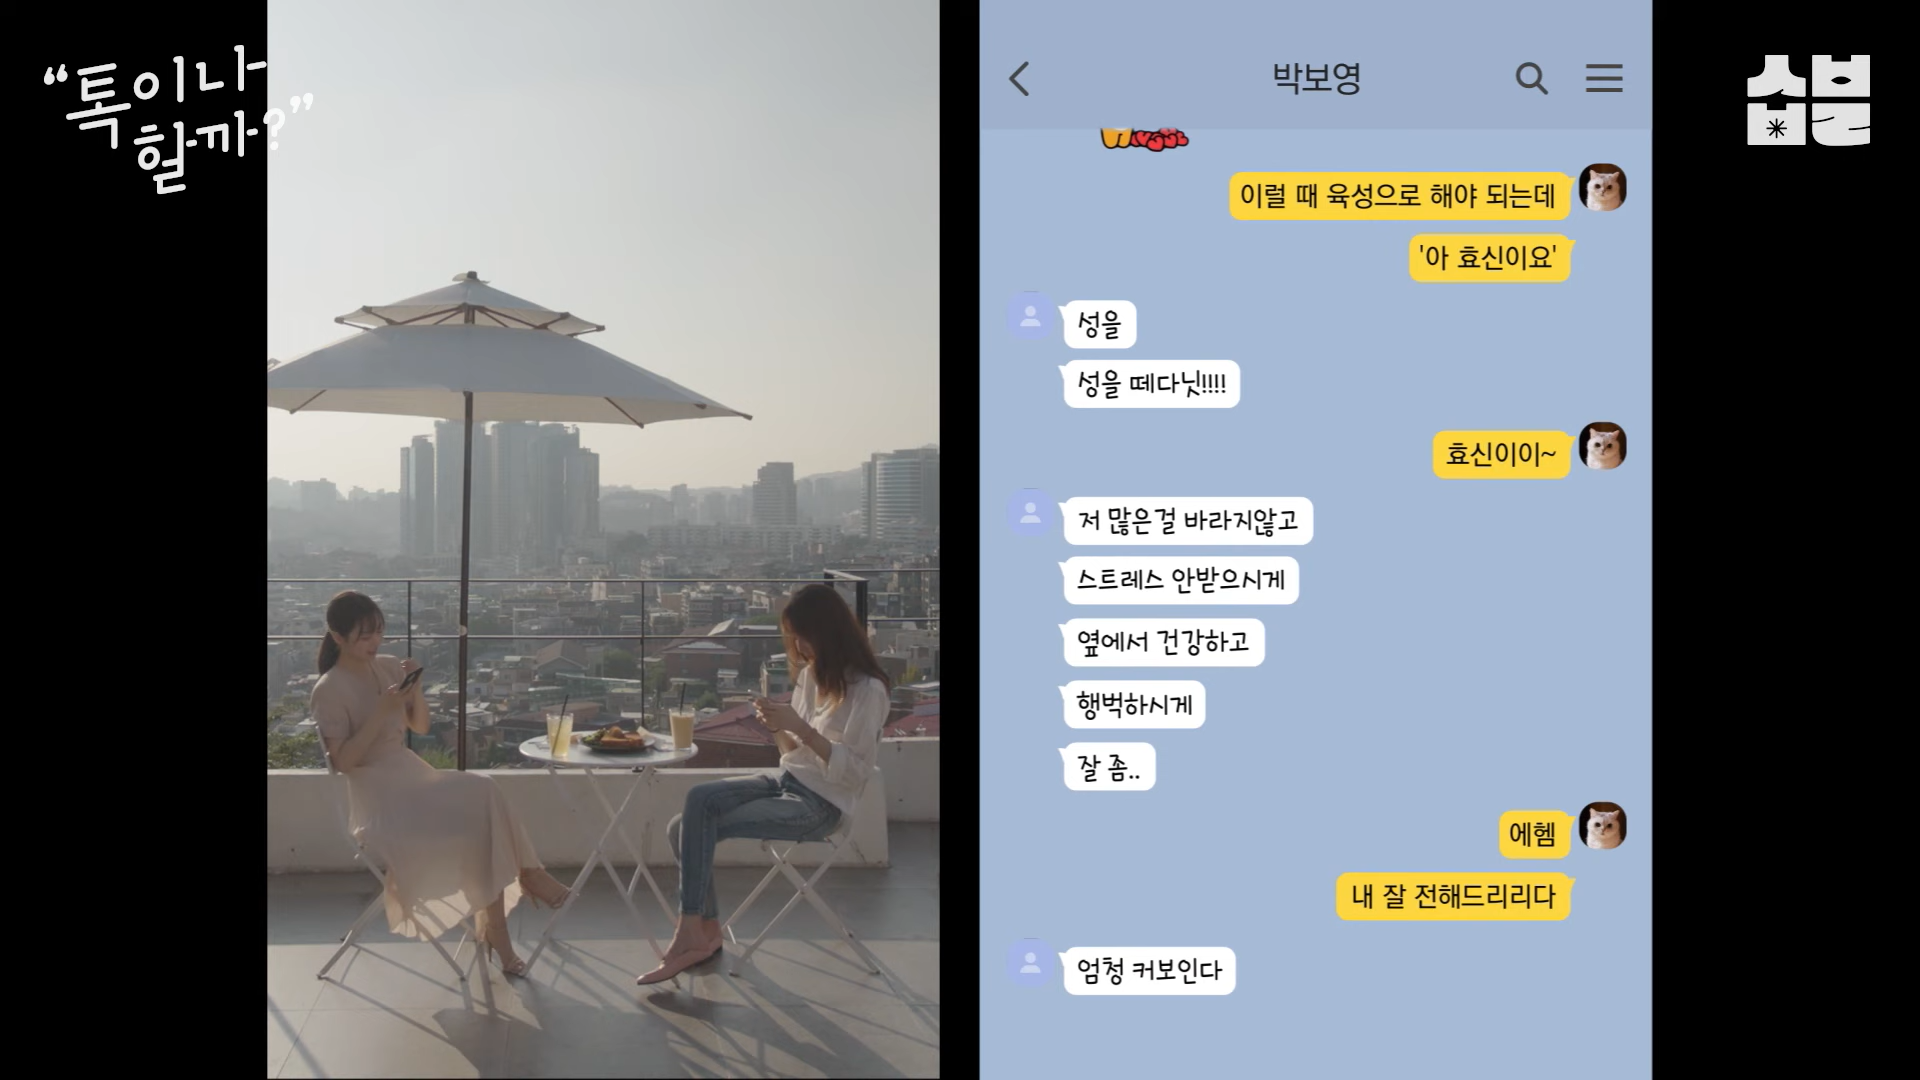 “톡이나
할까?”
박보영
이럴 때 육성으로 해야 되는데
'아 효신이요'
성을
성을 떼다닛!!!!
효신이이~
저 많은걸 바라지않고
스트레스 안받으시게
옆에서 건강하고
행벅하시게
잘 좀..
에헴
내 잘 전해드리리다
엄청 커보인다